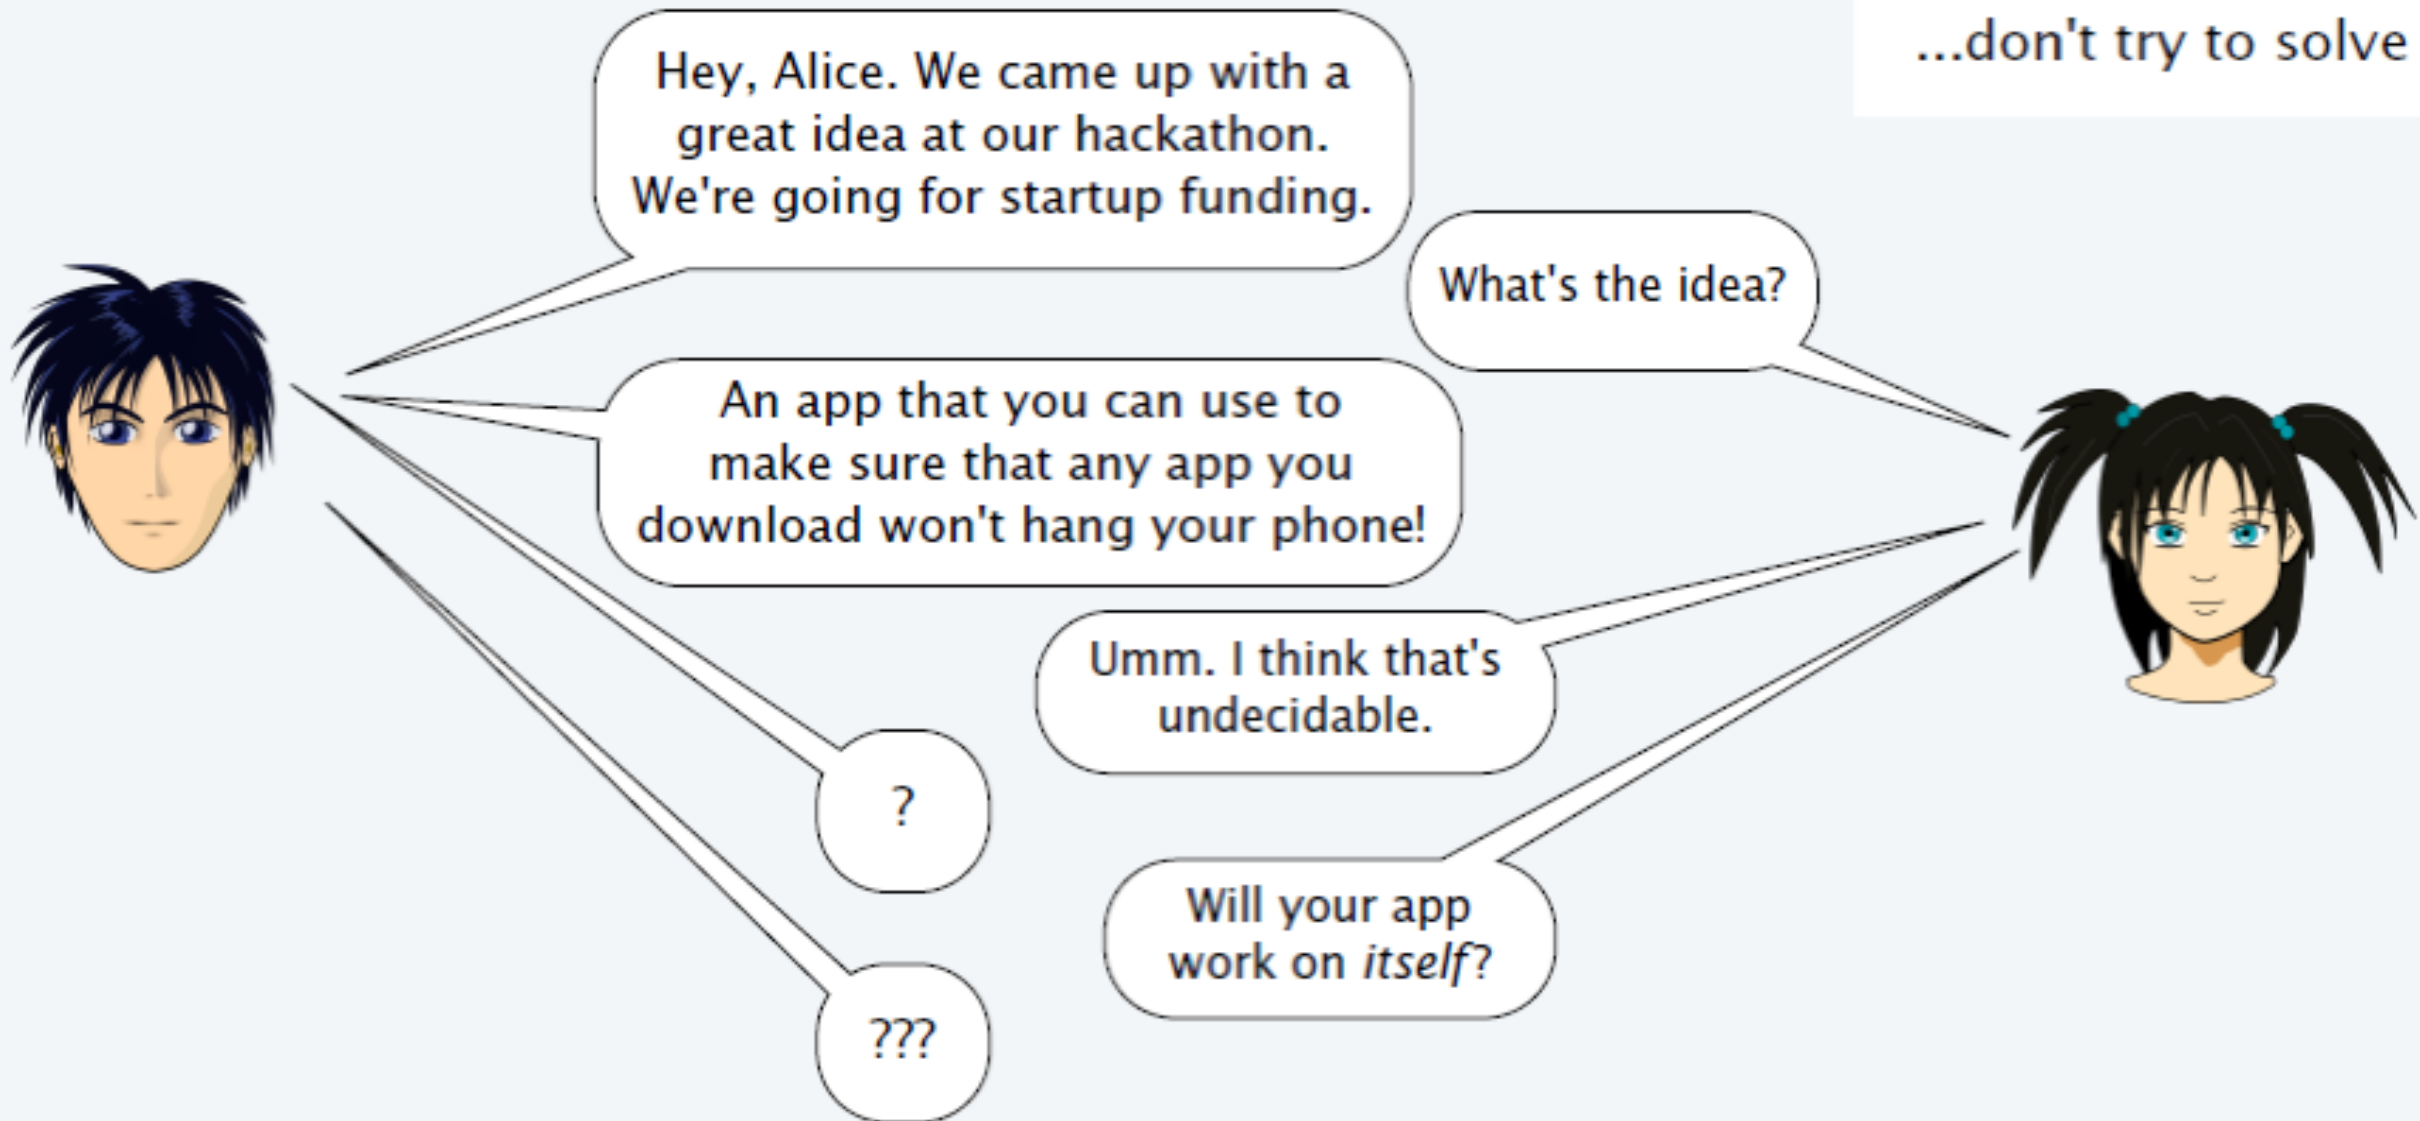 ...don't try to solve
Hey, Alice. We came up with a
great idea at our hackathon.
We're going for startup funding.
What's the idea?
An app that you can use to
make sure that any app you
download won't hang your phone!
Umm. I think that's
undecidable.
?
Will your app
work on itself?
???